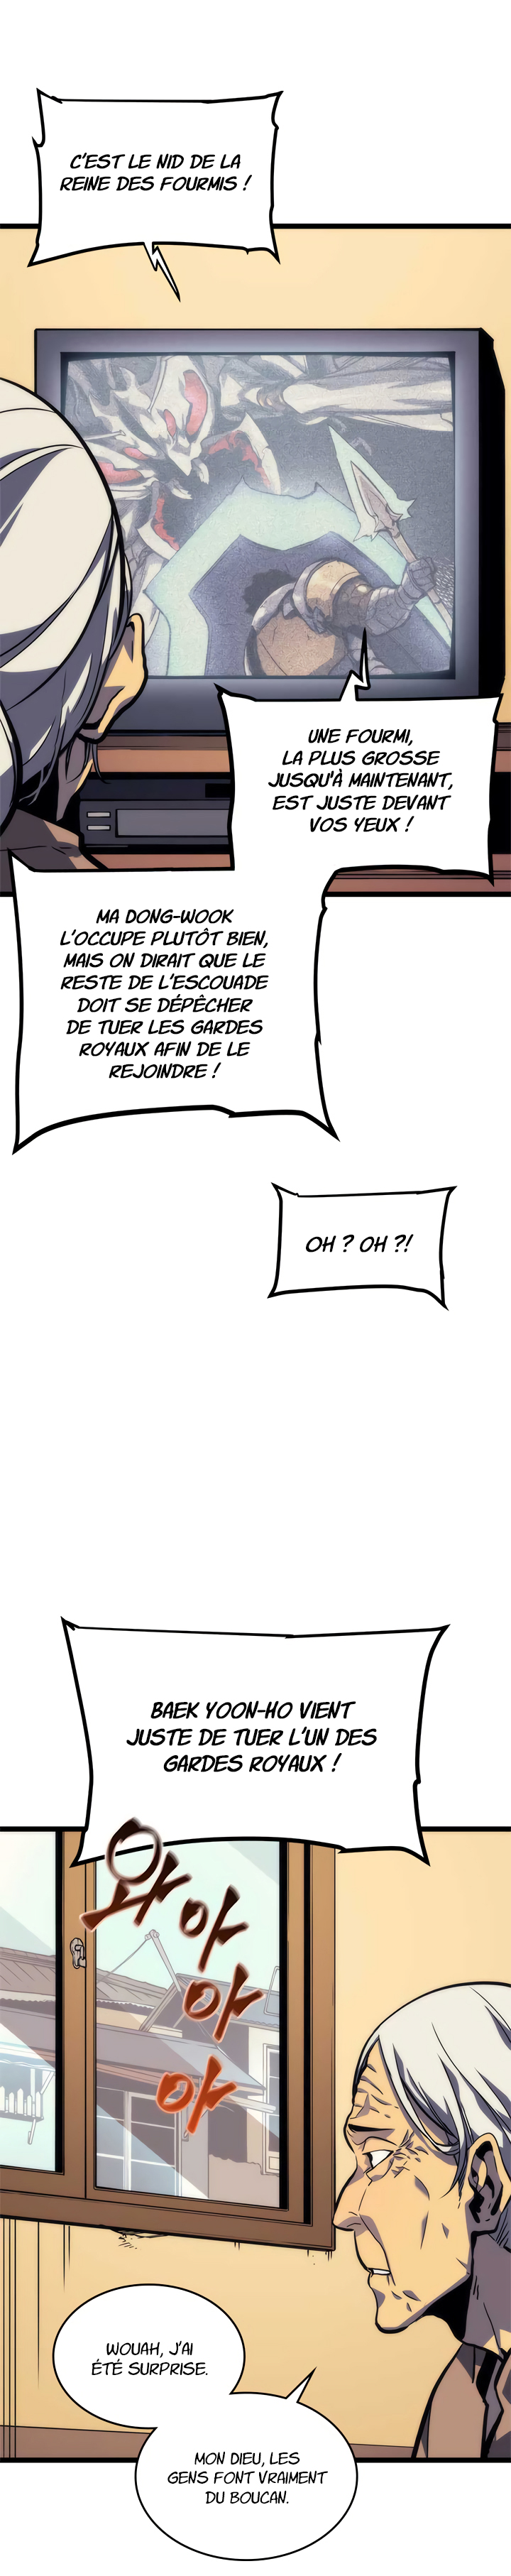 C'EST LE NID DE LA
REINE DES FOURMIS !
UNE FOURMI,
LA PLUS GROSSE
JUSQU'À MAINTENANT,
EST JUSTE DEVANT
VOS YEUX !
MA DONG-WOOK
L'OCCUPE PLUTÔT BIEN,
MAIS ON DIRAIT QUE LE
RESTE DE L'ESCOUADE
DOIT SE DÉPÊCHER
DE TUER LES GARDES
ROYAUX AFIN DE LE
REJOINDRE !
OH ? OH ?!
BAEK YOON-HO VIENT
JUSTE DE TUER L'UN DES
GARDES ROYAUX !
와
아
아
아
WOUAH, J'AI
ÉTÉ SURPRISE.
MON DIEU, LES
GENS FONT VRAIMENT
DU BOUCAN.